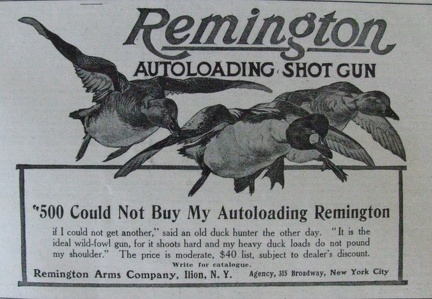 Remington
AUTOLOADING SHOT GUN
"500 Could Not Buy My Autoloading Remington
if I could not get another," said an old duck hunter the other day. "It is the
ideal wild-fowl gun, for it shoots hard and my heavy duck loads do not pound
my shoulder." The price is moderate, $40 list, subject to dealer's discount.
Write for catalogue.
Remington Arms Company, Ilion, N. Y. Agency, 315 Broadway, New York City